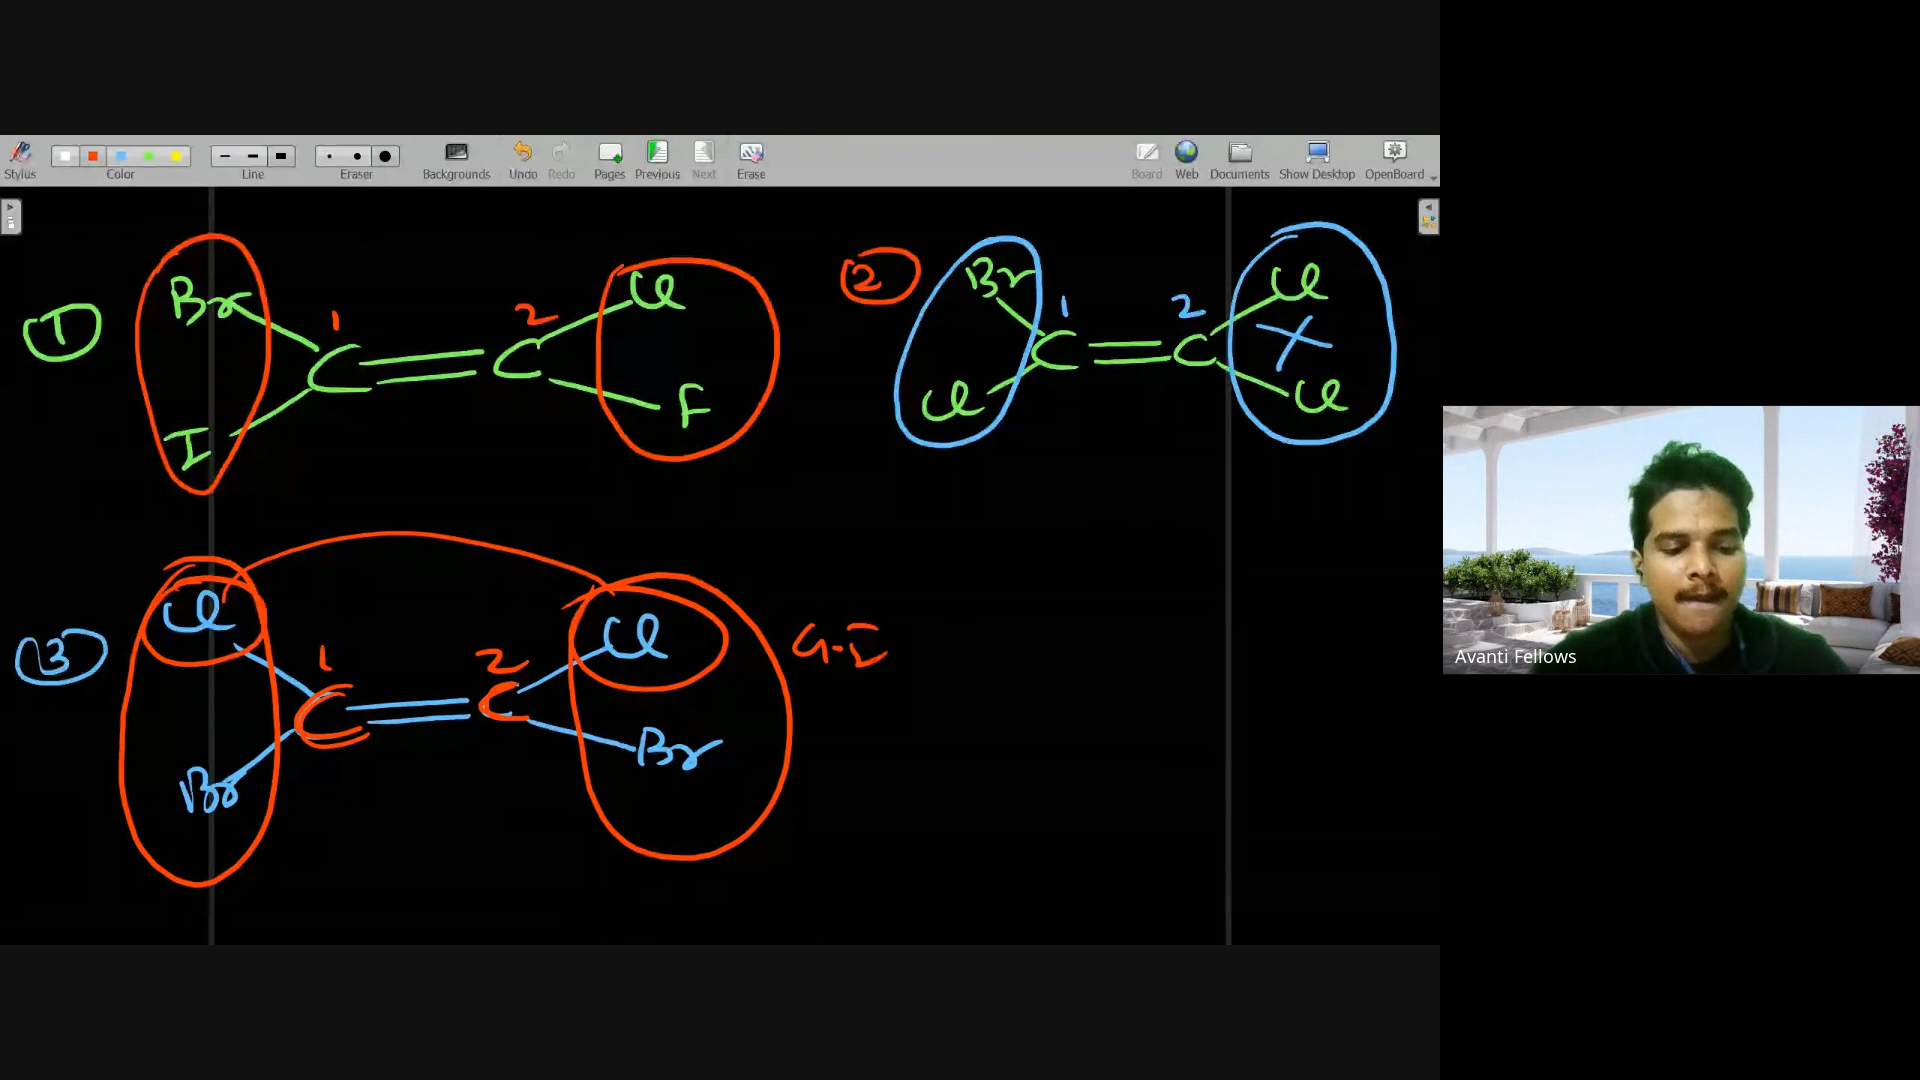 Stylus Color Line Eraser Backgrounds Undo Redo Pages Previous Next Erase Board Web Documents Show Desktop OpenBoard
1
Br 1 2 Cl
C = C
I F
2
Br 1 2 Cl
C = C X
Cl Cl
3
Cl 1 2 Cl G.I
C = C
Br Br
Avanti Fellows